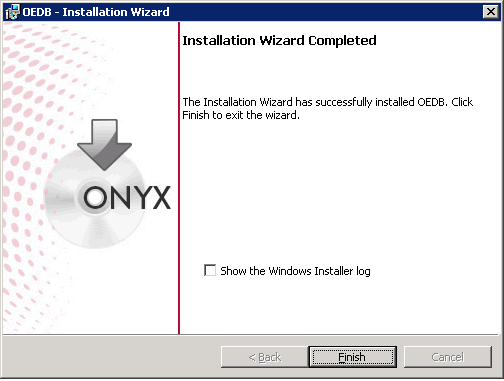 OEDB - Installation Wizard
Installation Wizard Completed
The Installation Wizard has successfully installed OEDB. Click
Finish to exit the wizard.
ONYX
Show the Windows Installer log
< Back
Finish
Cancel